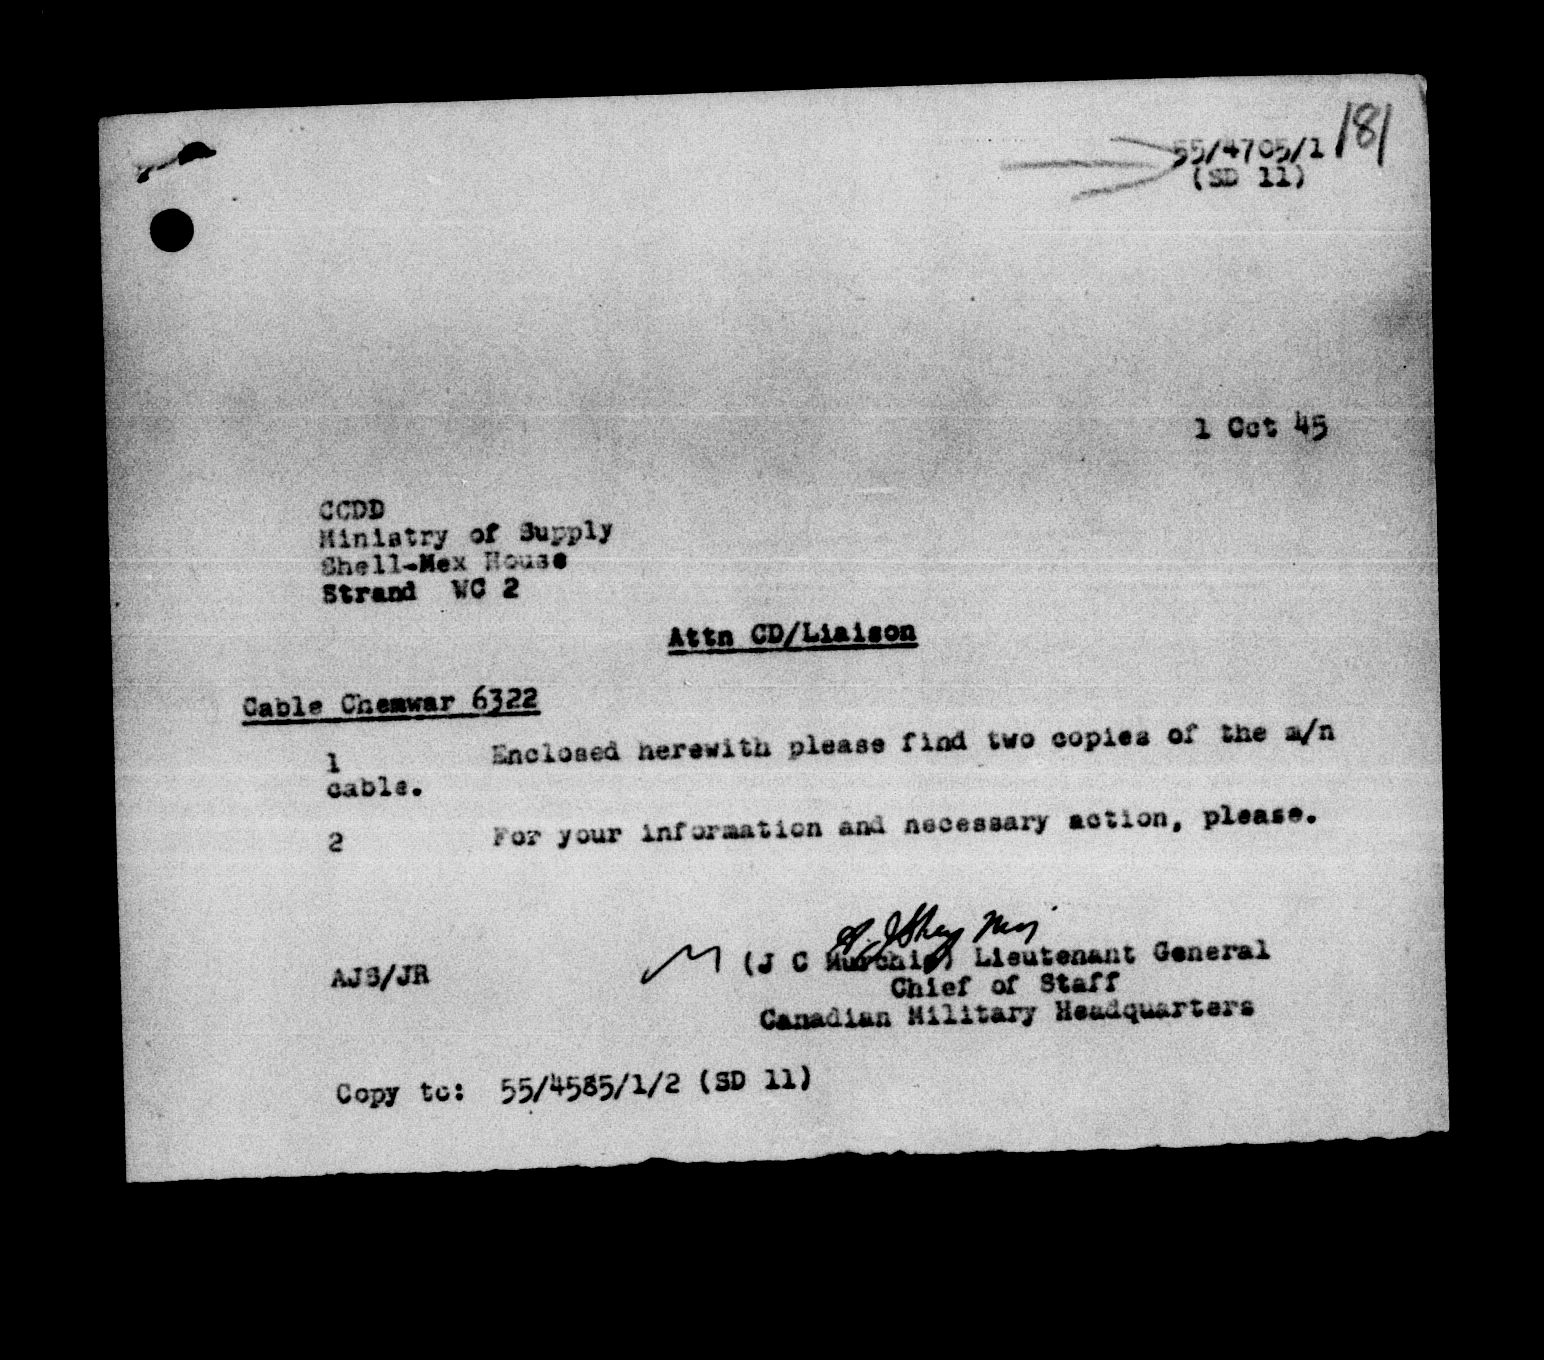 181
55/4705/1
(SD 11)
1 Oct 45
CCDD
Ministry of Supply
Shell-Mex House
Strand WC 2
Attn CD/Liaison
Cable Chemwar 6322
1 Enclosed herewith please find two copies of the m/n
cable.
2 For your information and necessary action, please.
AJS/JR
(J C Murchie) Lieutenant General
Chief of Staff
Canadian Military Headquarters
Copy to: 55/4585/1/2 (SD 11)